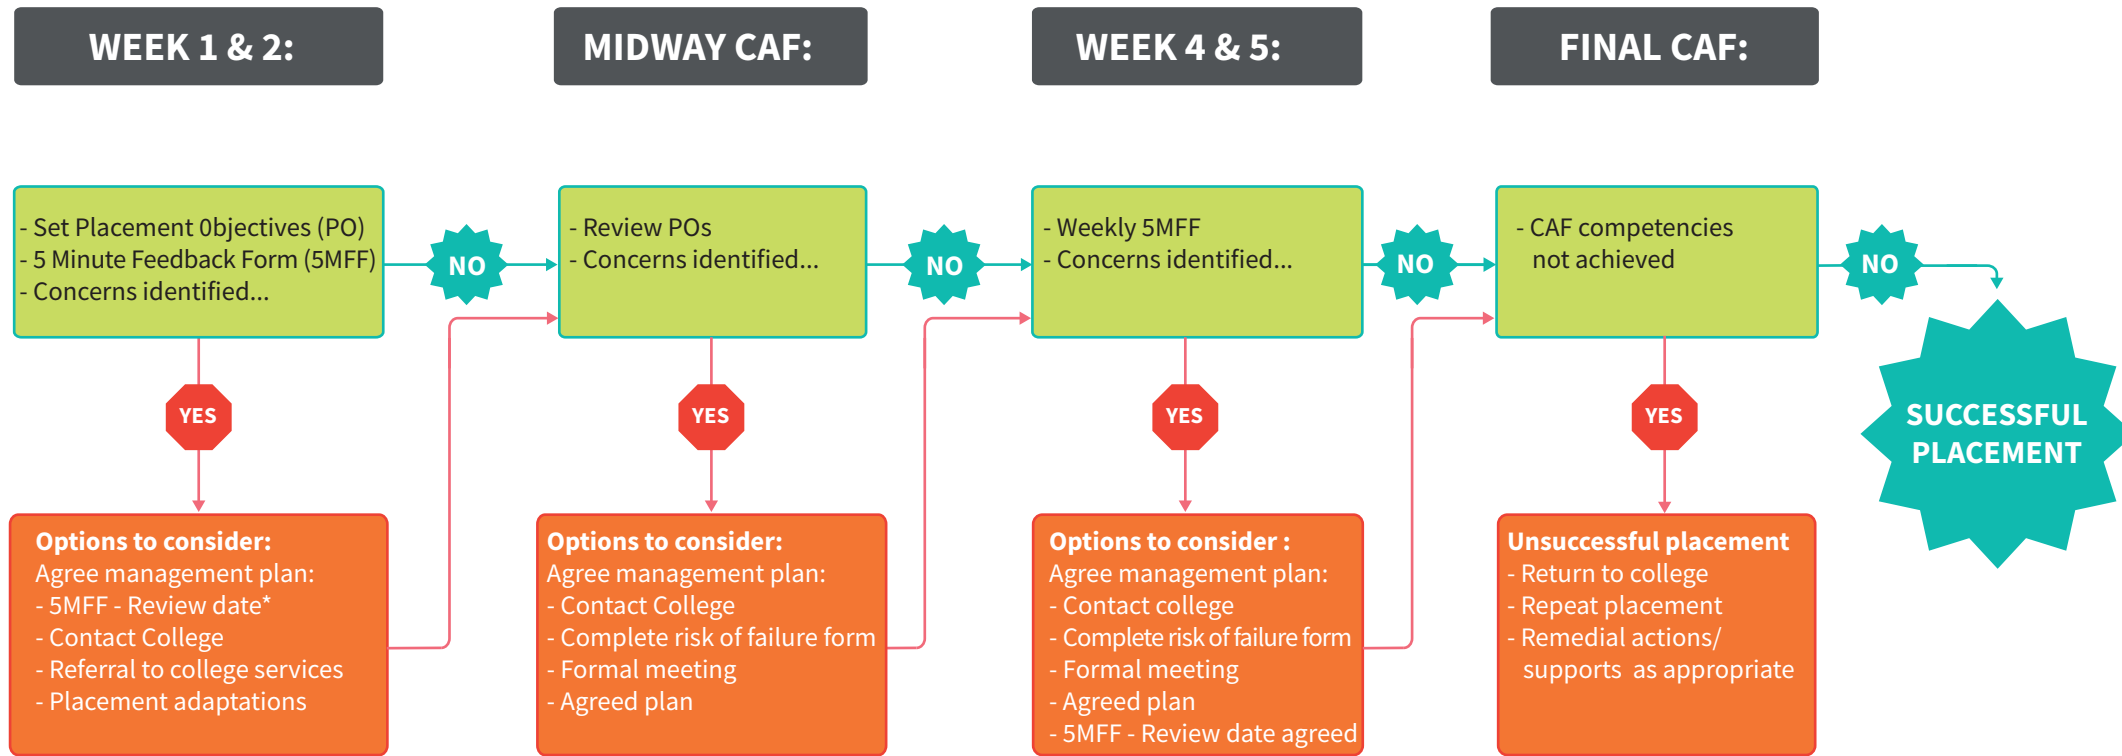 WEEK 1 & 2:
MIDWAY CAF:
WEEK 4 & 5:
FINAL CAF:
- Set Placement 0bjectives (PO)
- 5 Minute Feedback Form (5MFF)
- Concerns identified...
NO
- Review POs
- Concerns identified...
NO
- Weekly 5MFF
- Concerns identified...
NO
- CAF competencies
not achieved
NO
SUCCESSFUL
PLACEMENT
YES
YES
YES
YES
Options to consider:
Agree management plan:
- 5MFF - Review date*
- Contact College
- Referral to college services
- Placement adaptations
Options to consider:
Agree management plan:
- Contact College
- Complete risk of failure form
- Formal meeting
- Agreed plan
Options to consider :
Agree management plan:
- Contact college
- Complete risk of failure form
- Formal meeting
- Agreed plan
- 5MFF - Review date agreed
Unsuccessful placement
- Return to college
- Repeat placement
- Remedial actions/
supports as appropriate